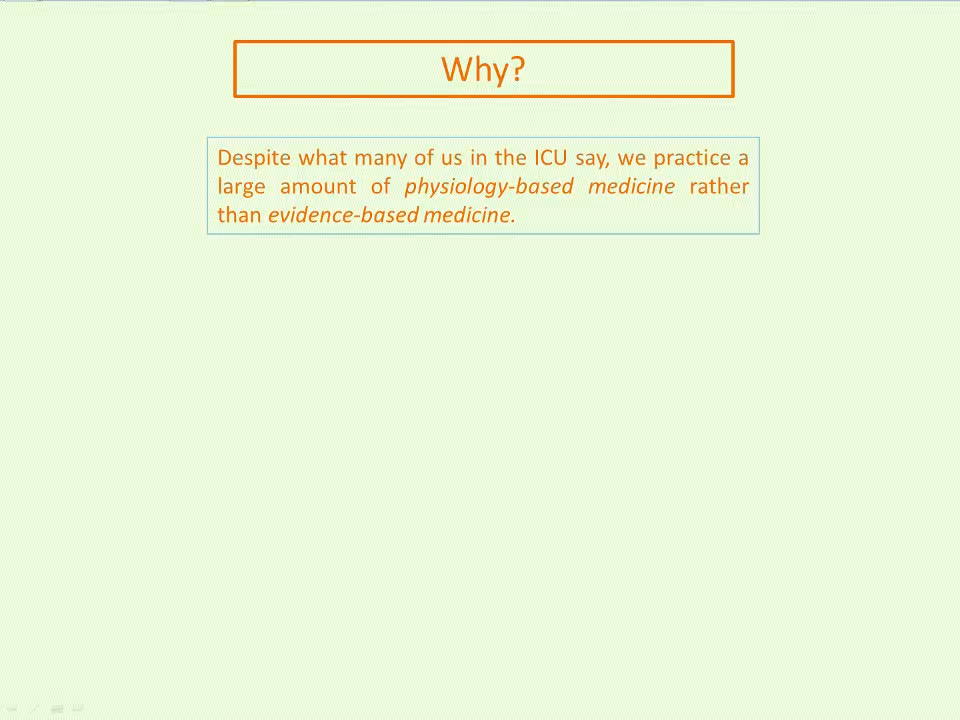 Why?
Despite what many of us in the ICU say, we practice a
large amount of physiology-based medicine rather
than evidence-based medicine.